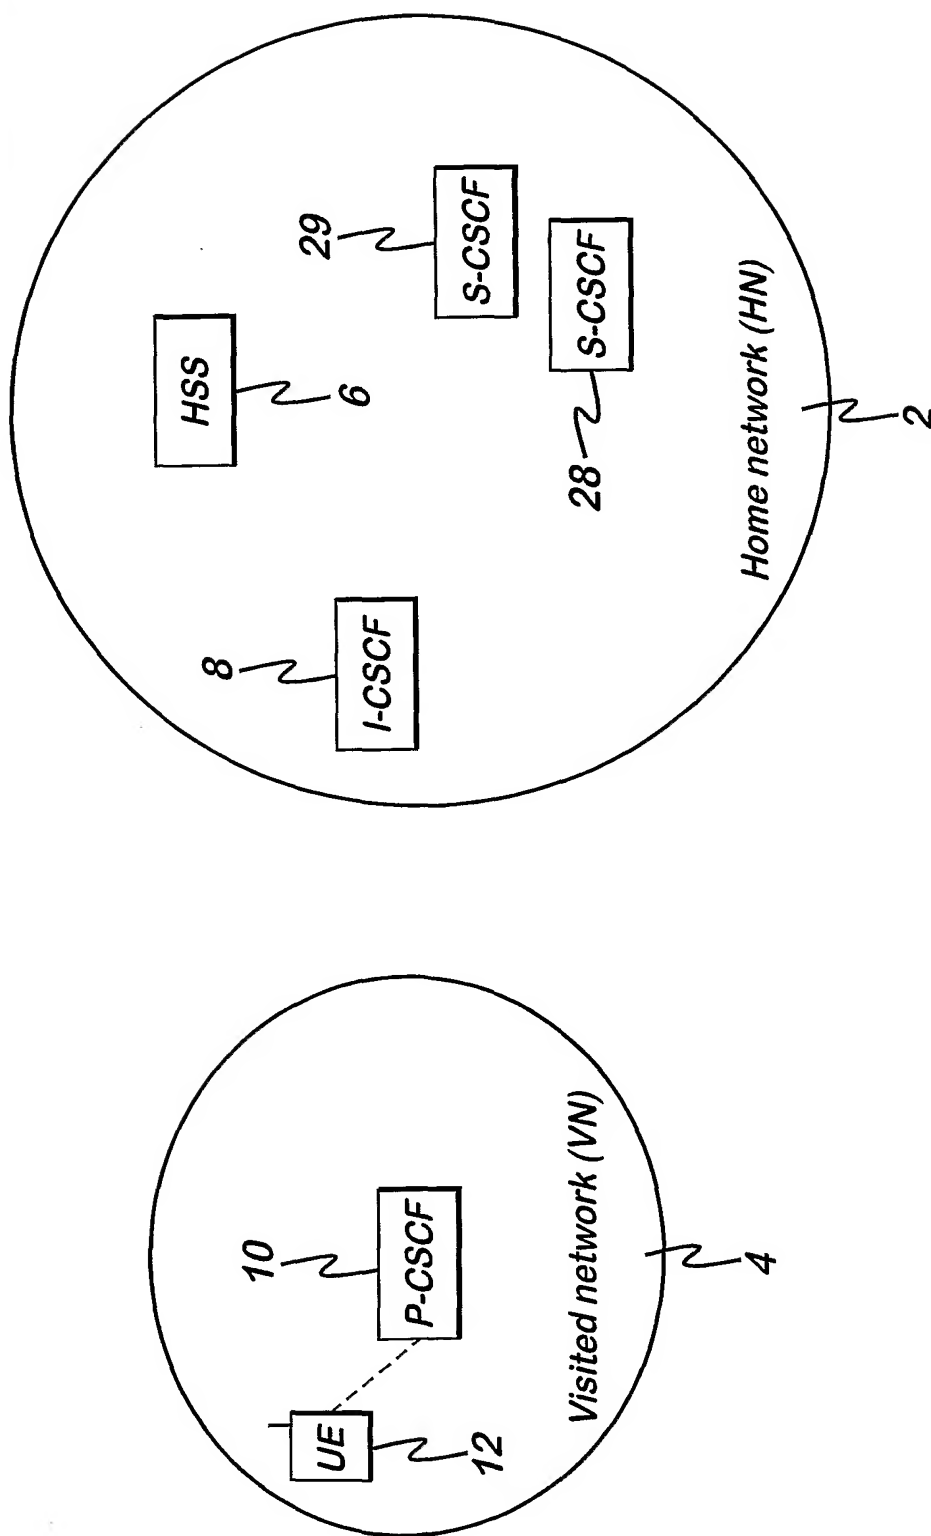 HSS
6
29
S-CSCF
S-CSCF
28
8
I-CSCF
Home network (HN)
2
10
P-CSCF
UE
12
Visited network (VN)
4